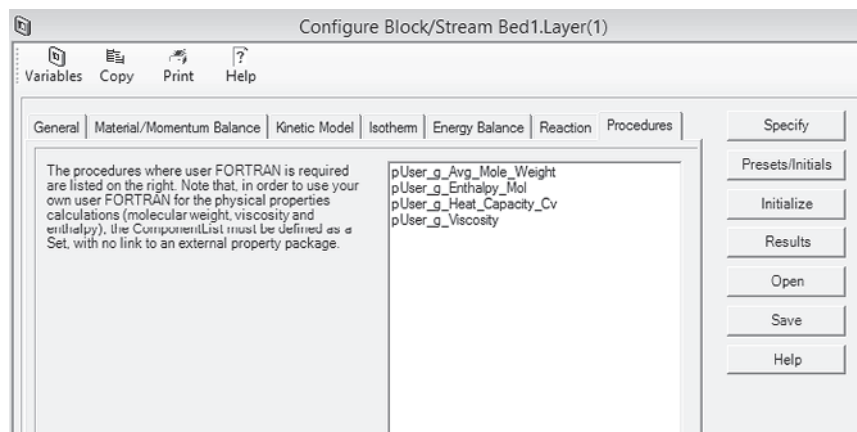 Configure Block/Stream Bed1.Layer(1)
Variables Copy Print Help
General Material/Momentum Balance Kinetic Model Isotherm Energy Balance Reaction Procedures
The procedures where user FORTRAN is required
are listed on the right. Note that, in order to use your
own user FORTRAN for the physical properties
calculations (molecular weight, viscosity and
enthalpy), the ComponentList must be defined as a
Set, with no link to an external property package.
pUser_g_Avg_Mole_Weight
pUser_g_Enthalpy_Mol
pUser_g_Heat_Capacity_Cv
pUser_g_Viscosity
Specify
Presets/Initials
Initialize
Results
Open
Save
Help